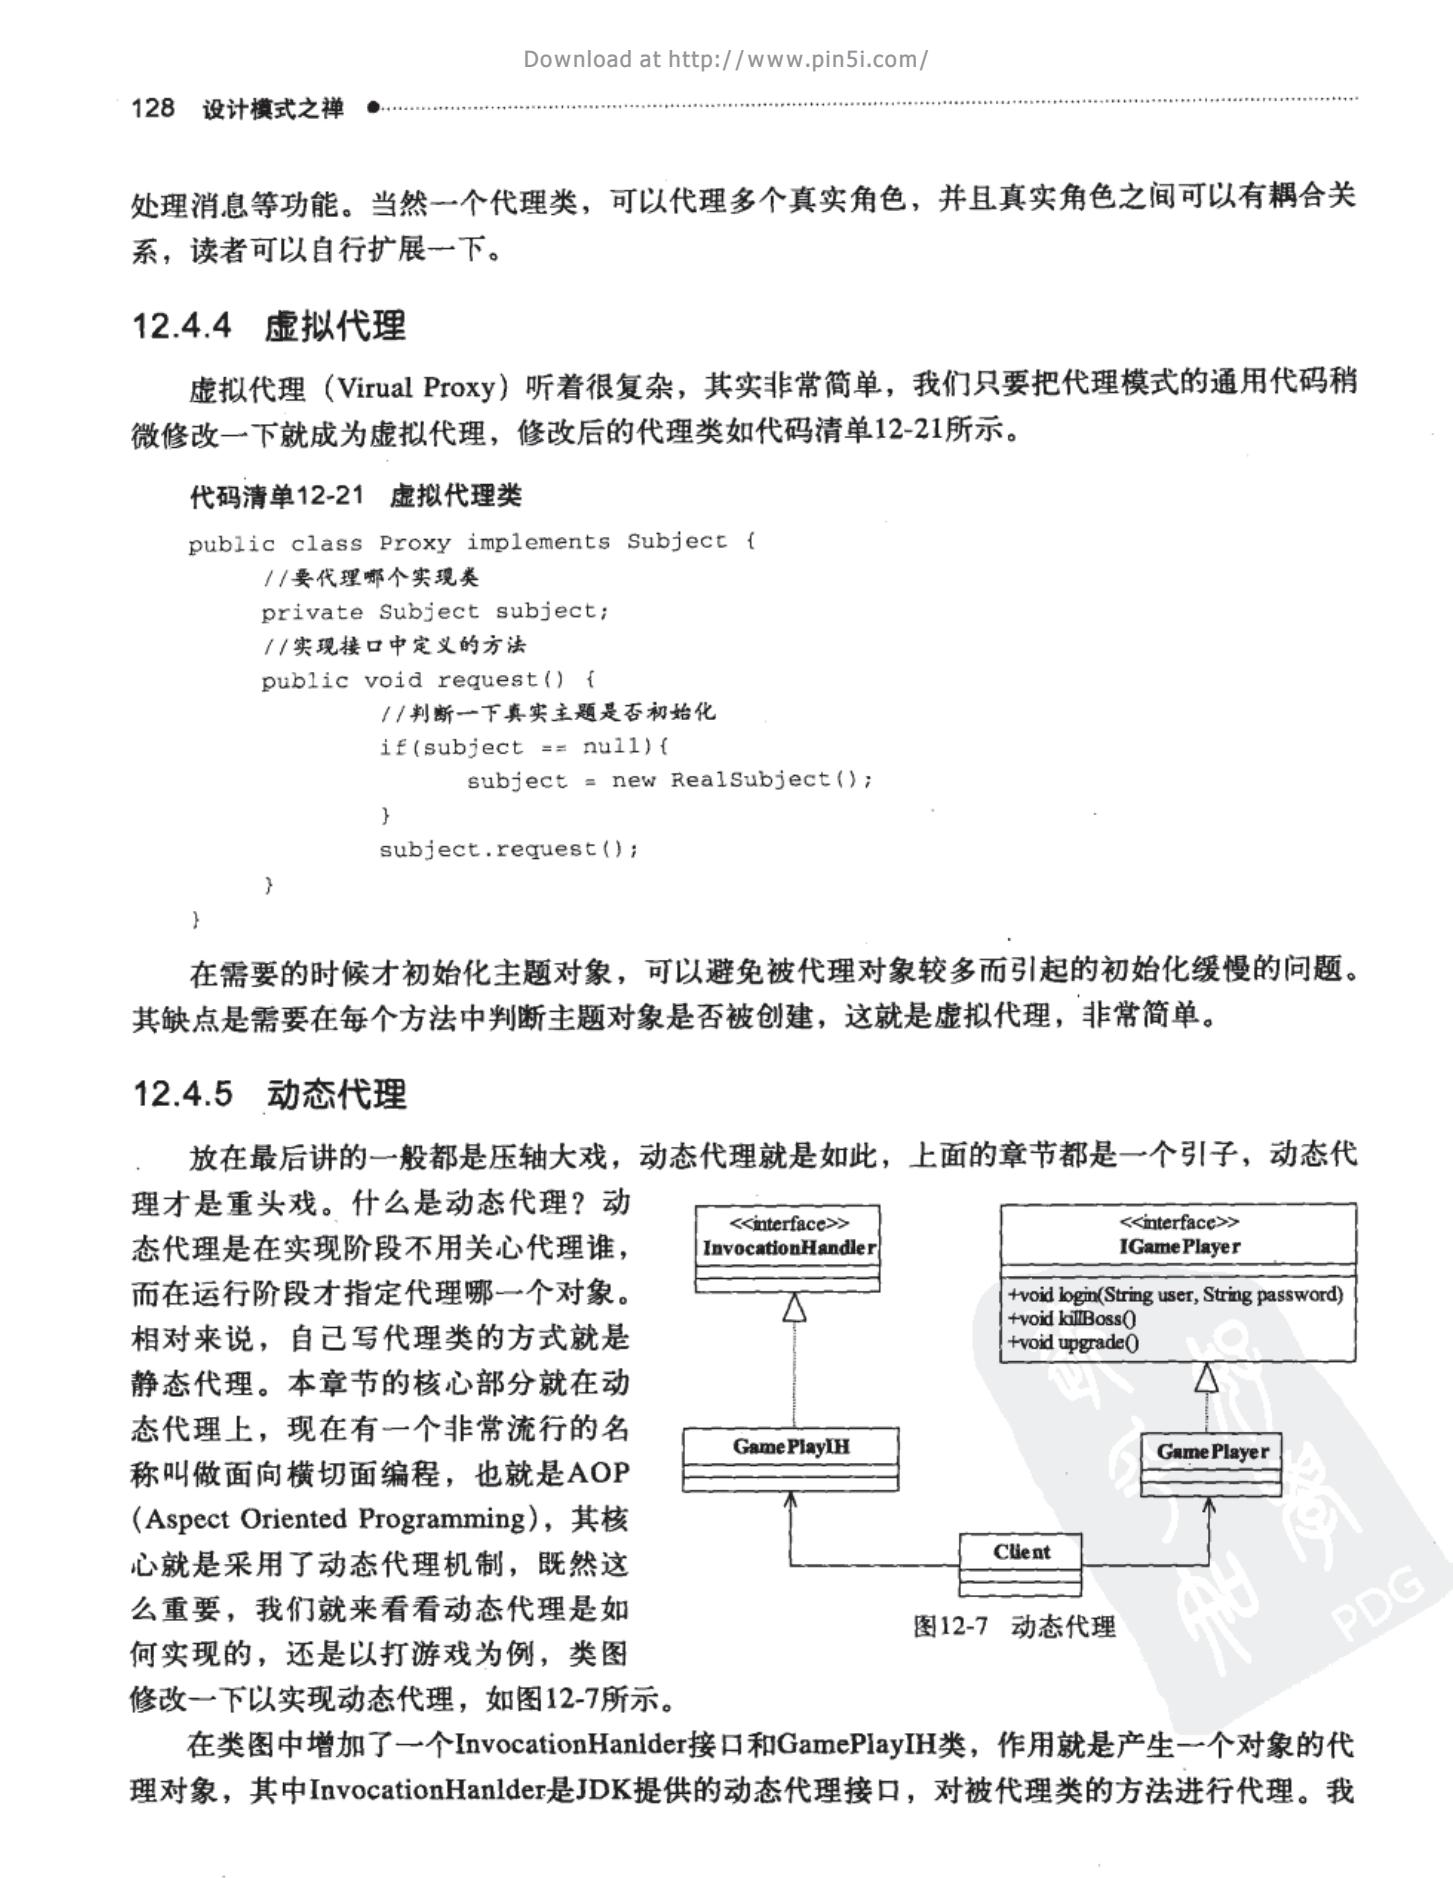 Download at http://www.pin5i.com/
128 设计模式之禅
处理消息等功能。当然一个代理类，可以代理多个真实角色，并且真实角色之间可以有耦合关
系，读者可以自行扩展一下。
12.4.4 虚拟代理
虚拟代理（Virual Proxy）听着很复杂，其实非常简单，我们只要把代理模式的通用代码稍
微修改一下就成为虚拟代理，修改后的代理类如代码清单12-21所示。
代码清单12-21 虚拟代理类
public class Proxy implements Subject {
//要代理哪个实现类
private Subject subject;
//实现接口中定义的方法
public void request() {
//判断一下真实主题是否初始化
if(subject == null){
subject = new RealSubject();
}
subject.request();
}
}
在需要的时候才初始化主题对象，可以避免被代理对象较多而引起的初始化缓慢的问题。
其缺点是需要在每个方法中判断主题对象是否被创建，这就是虚拟代理，非常简单。
12.4.5 动态代理
放在最后讲的一般都是压轴大戏，动态代理就是如此，上面的章节都是一个引子，动态代
理才是重头戏。什么是动态代理？动
态代理是在实现阶段不用关心代理谁，
而在运行阶段才指定代理哪一个对象。
相对来说，自己写代理类的方式就是
静态代理。本章节的核心部分就在动
态代理上，现在有一个非常流行的名
称叫做面向横切面编程，也就是AOP
（Aspect Oriented Programming），其核
心就是采用了动态代理机制，既然这
么重要，我们就来看看动态代理是如
何实现的，还是以打游戏为例，类图
修改一下以实现动态代理，如图12-7所示。
<<interface>>
InvocationHandler
<<interface>>
IGamePlayer
+void login(String user, String password)
+void killBoss()
+void upgrade()
GamePlayIH
GamePlayer
Client
图12-7 动态代理
PDG
在类图中增加了一个InvocationHanlder接口和GamePlayIH类，作用就是产生一个对象的代
理对象，其中InvocationHanlder是JDK提供的动态代理接口，对被代理类的方法进行代理。我